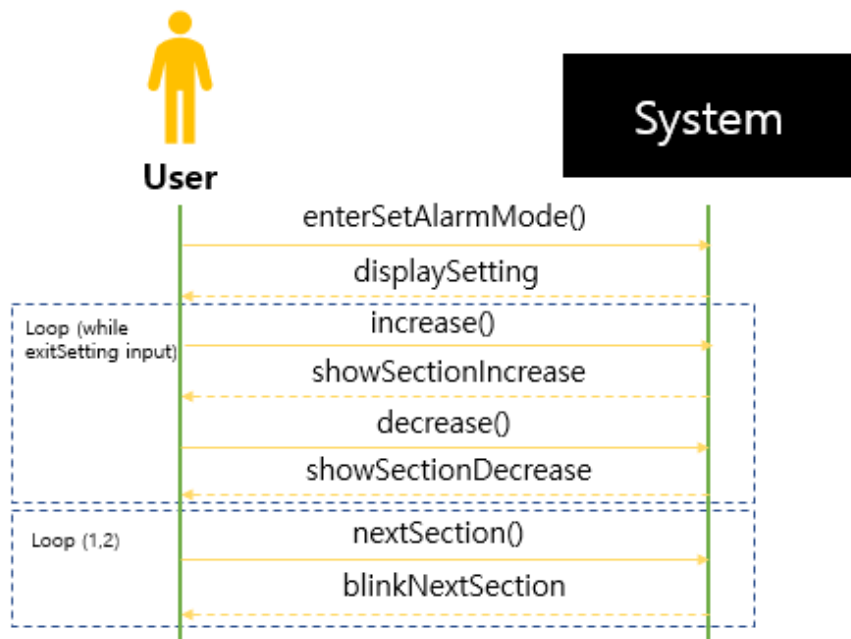 System
User
enterSetAlarmMode()
displaySetting
Loop (while
exitSetting input)
increase()
showSectionIncrease
decrease()
showSectionDecrease
Loop (1,2)
nextSection()
blinkNextSection